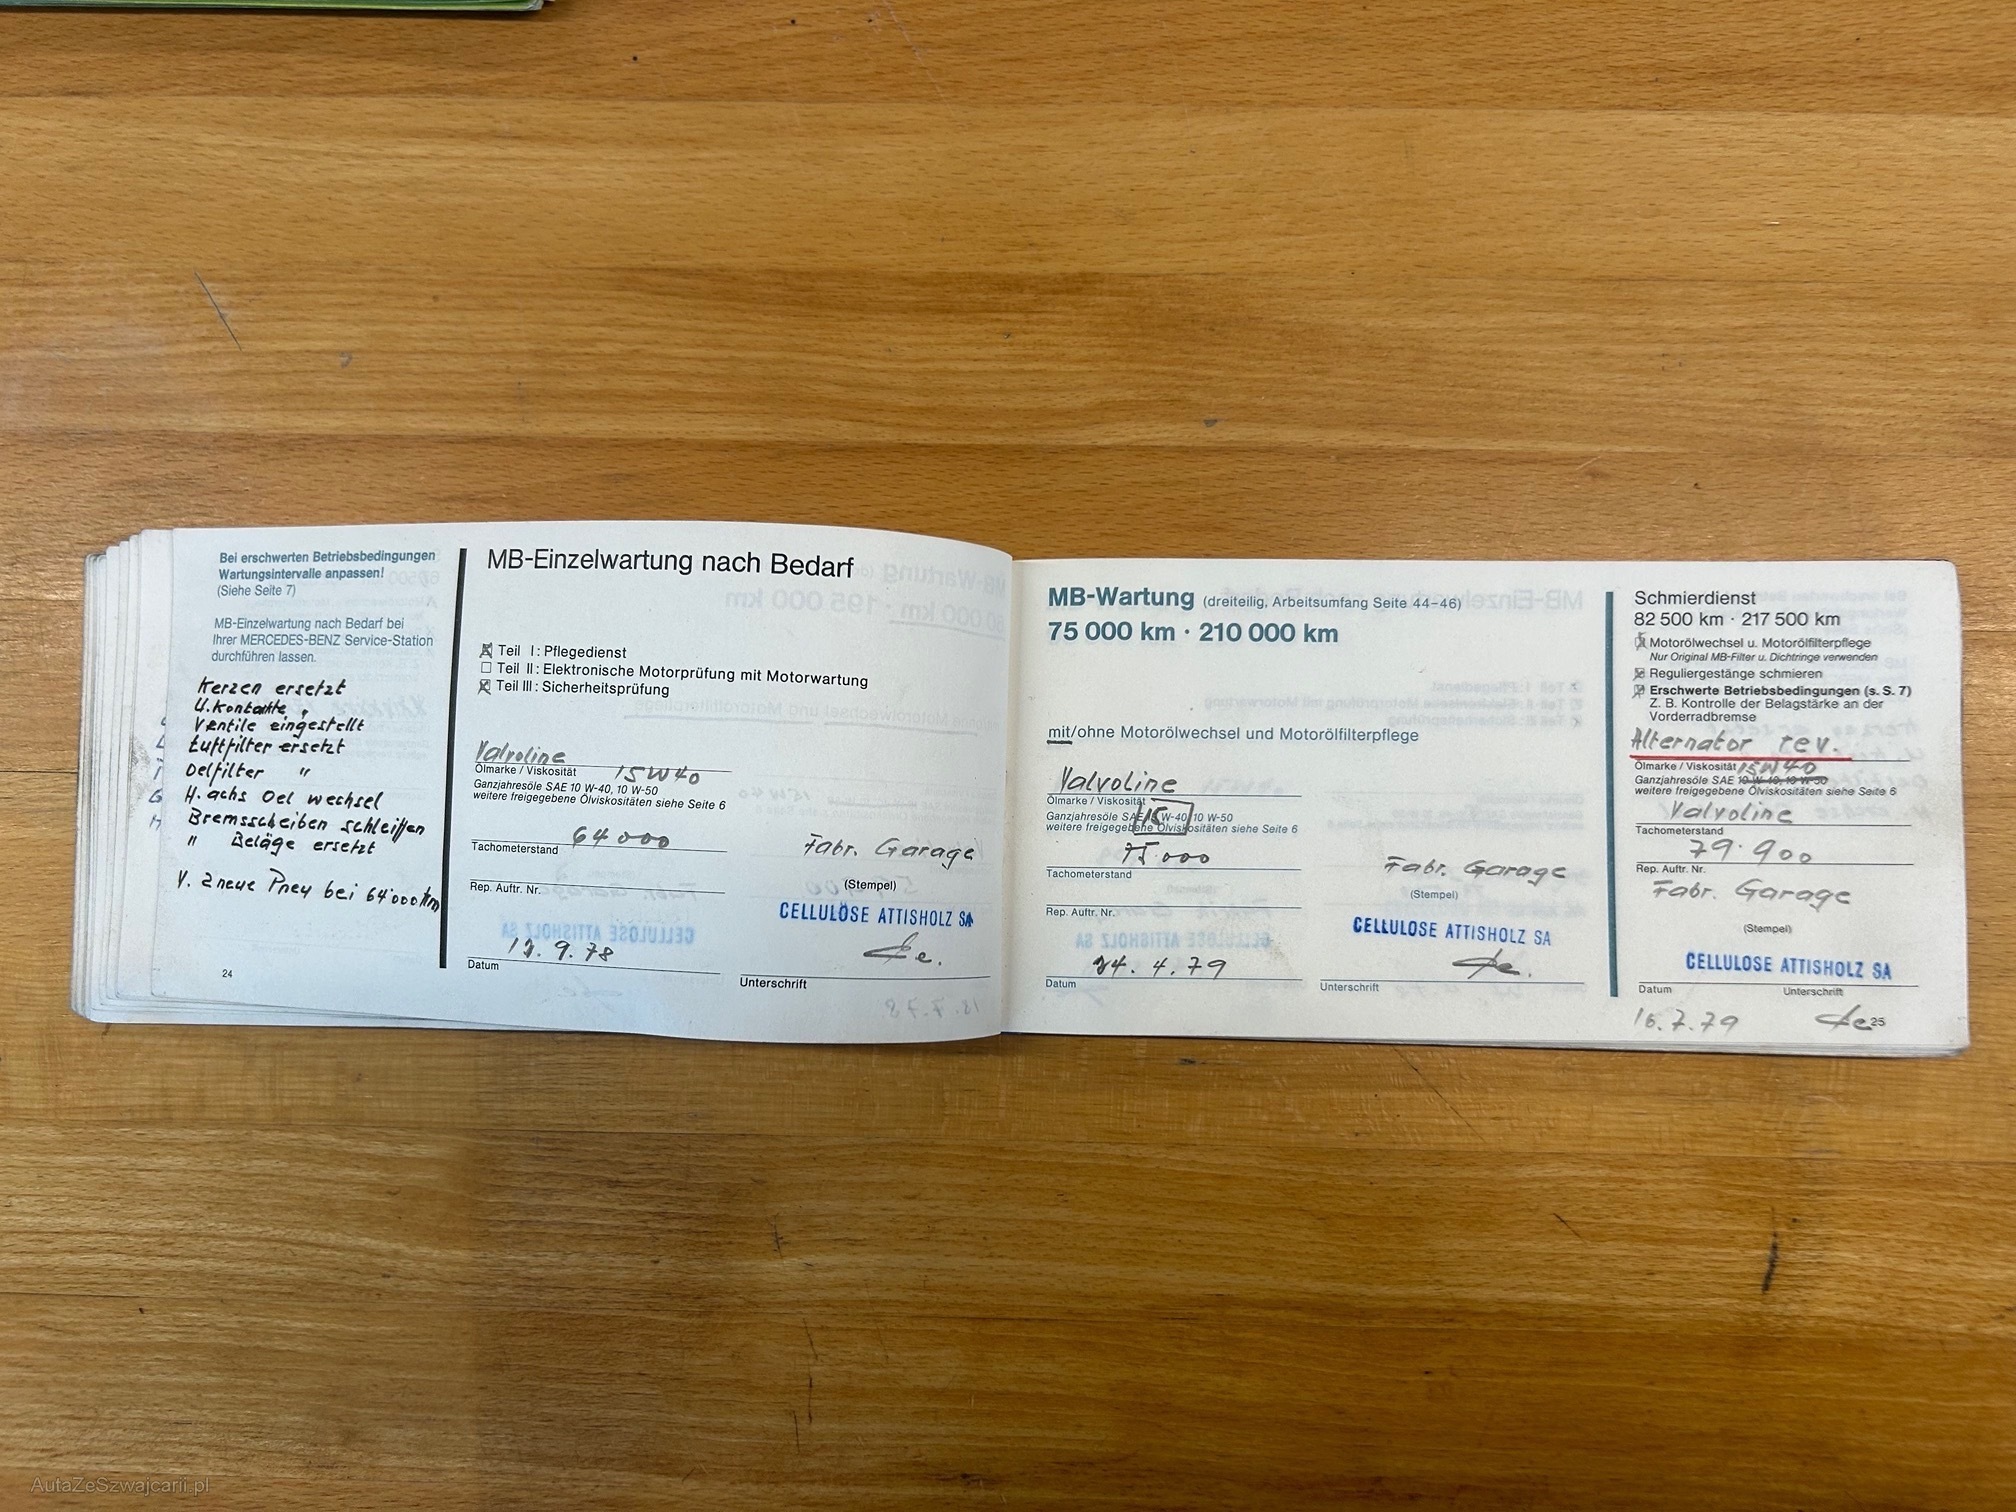 Bei erschwerten Betriebsbedingungen
Wartungsintervalle anpassen!
(Siehe Seite 7)
MB-Einzelwartung nach Bedarf bei
Ihrer MERCEDES-BENZ Service-Station
durchführen lassen.
Kerzen ersetzt
U.Kontakte "
Ventile eingestellt
Luftfilter ersetzt
Oelfilter "
H.achs Oel wechsel
Bremsscheiben schleiffen
" Beläge ersetzt
V. 2 neue Pneu bei 64'000 Km
24
MB-Einzelwartung nach Bedarf
Teil I: Pflegedienst
Teil II: Elektronische Motorprüfung mit Motorwartung
Teil III: Sicherheitsprüfung
Valvoline
Ölmarke / Viskosität 15W40
Ganzjahresöle SAE 10 W-40, 10 W-50
weitere freigegebene Ölviskositäten siehe Seite 6
64000
Tachometerstand
Rep. Auftr. Nr.
Fabr. Garage
(Stempel)
CELLULOSE ATTISHOLZ SA
9.78
Datum
Unterschrift
MB-Wartung (dreiteilig, Arbeitsumfang Seite 44–46)
75 000 km · 210 000 km
mit/ohne Motorölwechsel und Motorölfilterpflege
Valvoline
Ölmarke / Viskosität
Ganzjahresöle SAE 15 W-40, 10 W-50
weitere freigegebene Ölviskositäten siehe Seite 6
75.000
Tachometerstand
Rep. Auftr. Nr.
Fabr. Garage
(Stempel)
CELLULOSE ATTISHOLZ SA
24. 4. 79
Datum
Unterschrift
Schmierdienst
82 500 km · 217 500 km
Motorölwechsel u. Motorölfilterpflege
Nur Original MB-Filter u. Dichtringe verwenden
Reguliergestänge schmieren
Erschwerte Betriebsbedingungen (s. S. 7)
Z. B. Kontrolle der Belagstärke an der
Vorderradbremse
Alternator rev.
Ölmarke / Viskosität 15W40
Ganzjahresöle SAE 10 W-40, 10 W-50
weitere freigegebene Ölviskositäten siehe Seite 6
Valvoline
Tachometerstand
79.900
Rep. Auftr. Nr.
Fabr. Garage
(Stempel)
CELLULOSE ATTISHOLZ SA
Datum
Unterschrift
16.7.79
25
AutaZeSzwajcarii.pl